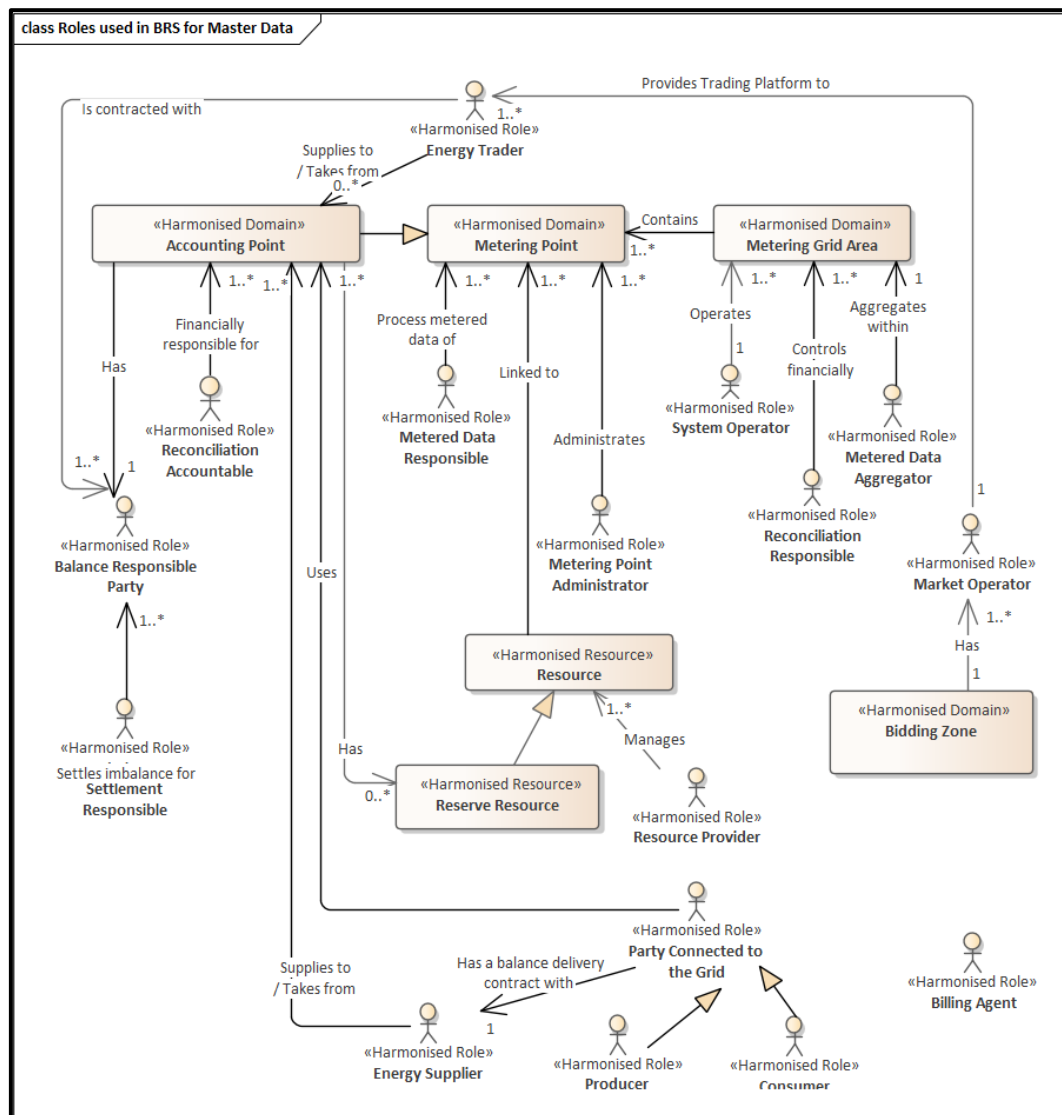 class Roles used in BRS for Master Data
Provides Trading Platform to
Is contracted with
1..*
«Harmonised Role»
Energy Trader
Supplies to
/ Takes from
0..*
«Harmonised Domain»
Accounting Point
«Harmonised Domain»
Metering Point
Contains
1..*
«Harmonised Domain»
Metering Grid Area
1..*
1..*
1..*
1..*
1..*
1..*
1..*
1..*
1
Financially
responsible for
Process metered
data of
Operates
Aggregates
within
Has
Linked to
1
Controls
financially
«Harmonised Role»
Reconciliation
Accountable
«Harmonised Role»
Metered Data
Responsible
«Harmonised Role»
System Operator
Administrates
«Harmonised Role»
Metered Data
Aggregator
1..*
1
1
«Harmonised Role»
Balance Responsible
Party
Uses
«Harmonised Role»
Metering Point
Administrator
«Harmonised Role»
Reconciliation
Responsible
«Harmonised Role»
Market Operator
1..*
1..*
Has
1
«Harmonised Resource»
Resource
1..*
Manages
«Harmonised Domain»
Bidding Zone
«Harmonised Role»
Settles imbalance for
Settlement
Responsible
Has
0..*
«Harmonised Resource»
Reserve Resource
«Harmonised Role»
Resource Provider
«Harmonised Role»
Party Connected to
the Grid
Supplies to
/ Takes from
Has a balance delivery
contract with
1
«Harmonised Role»
Billing Agent
«Harmonised Role»
Energy Supplier
«Harmonised Role»
Producer
«Harmonised Role»
Consumer